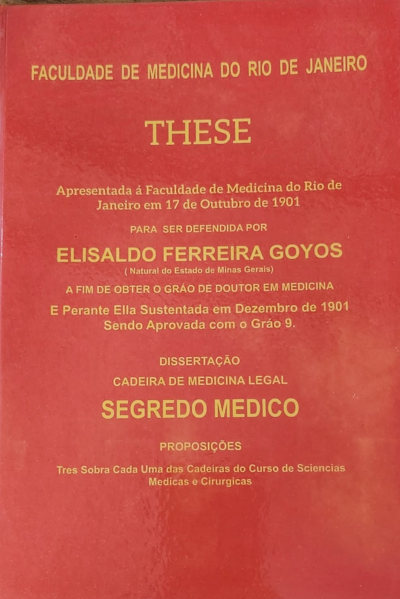 FACULDADE DE MEDICINA DO RIO DE JANEIRO
THESE
Apresentada á Faculdade de Medicina do Rio de
Janeiro em 17 de Outubro de 1901
PARA SER DEFENDIDA POR
ELISALDO FERREIRA GOYOS
( Natural do Estado de Minas Gerais)
A FIM DE OBTER O GRÁO DE DOUTOR EM MEDICINA
E Perante Ella Sustentada em Dezembro de 1901
Sendo Aprovada com o Gráo 9.
DISSERTAÇÃO
CADEIRA DE MEDICINA LEGAL
SEGREDO MEDICO
PROPOSIÇÕES
Tres Sobra Cada Uma das Cadeiras do Curso de Sciencias
Medicas e Cirurgicas